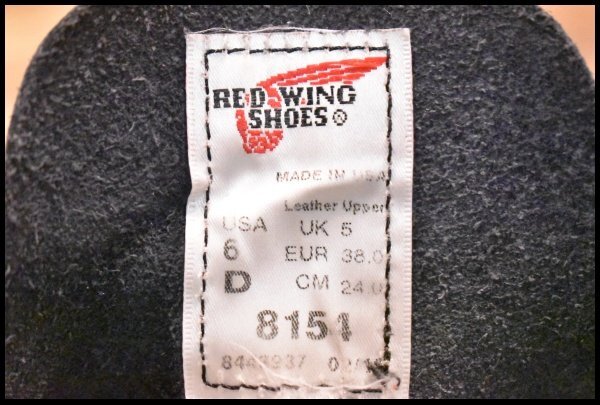 RED WING
SHOES®
MADE IN USA
Leather Upper
USA UK 5
6 EUR 38.0
D CM 24.0
8151